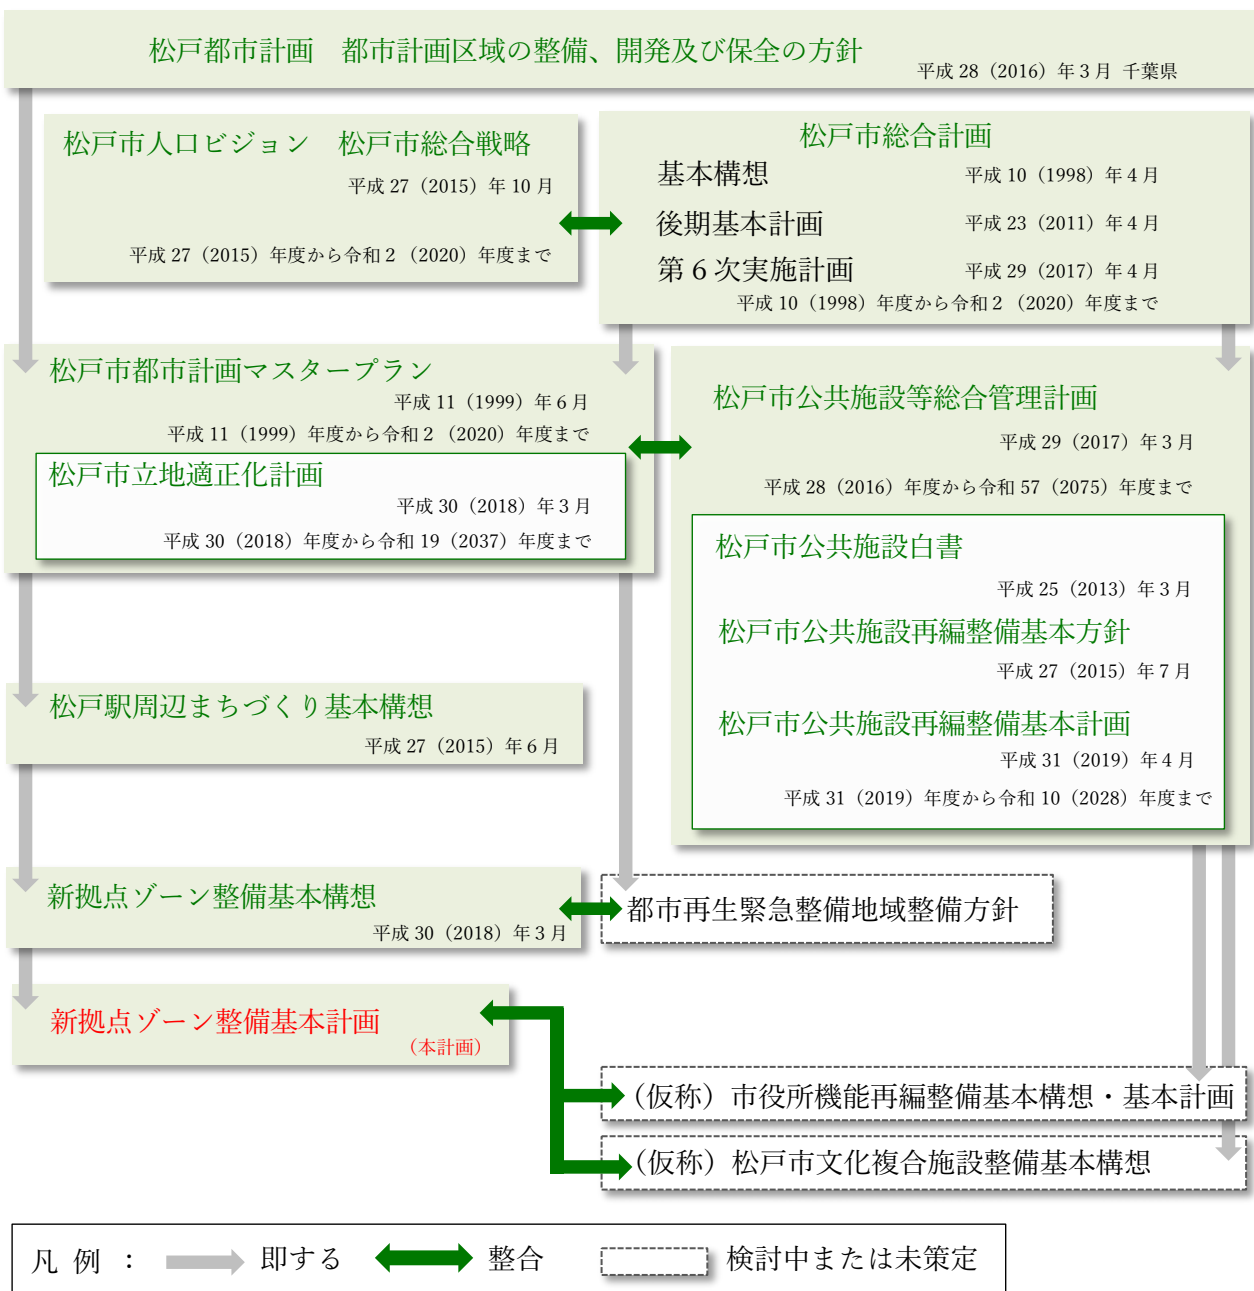 松戸都市計画　都市計画区域の整備、開発及び保全の方針
平成 28（2016）年 3 月 千葉県
松戸市人口ビジョン　松戸市総合戦略
平成 27（2015）年 10 月
平成 27（2015）年度から令和 2 （2020）年度まで
松戸市総合計画
基本構想 平成 10（1998）年 4 月
後期基本計画 平成 23（2011）年 4 月
第 6 次実施計画 平成 29（2017）年 4 月
平成 10（1998）年度から令和 2 （2020）年度まで
松戸市都市計画マスタープラン
平成 11（1999）年 6 月
平成 11（1999）年度から令和 2 （2020）年度まで
松戸市立地適正化計画
平成 30（2018）年 3 月
平成 30（2018）年度から令和 19（2037）年度まで
松戸市公共施設等総合管理計画
平成 29（2017）年 3 月
平成 28（2016）年度から令和 57（2075）年度まで
松戸市公共施設白書
平成 25（2013）年 3 月
松戸市公共施設再編整備基本方針
平成 27（2015）年 7 月
松戸市公共施設再編整備基本計画
平成 31（2019）年 4 月
平成 31（2019）年度から令和 10（2028）年度まで
松戸駅周辺まちづくり基本構想
平成 27（2015）年 6 月
新拠点ゾーン整備基本構想
平成 30（2018）年 3 月
都市再生緊急整備地域整備方針
新拠点ゾーン整備基本計画
（本計画）
（仮称）市役所機能再編整備基本構想・基本計画
（仮称）松戸市文化複合施設整備基本構想
凡 例 ： 即する 整合 検討中または未策定